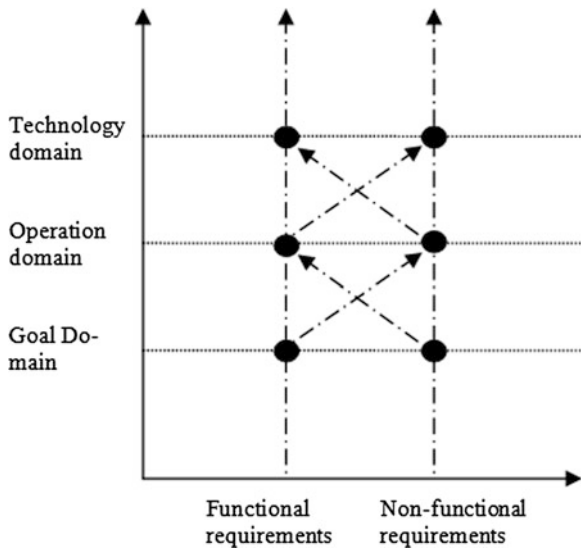 Technology
domain
Operation
domain
Goal Do-
main
Functional
requirements
Non-functional
requirements